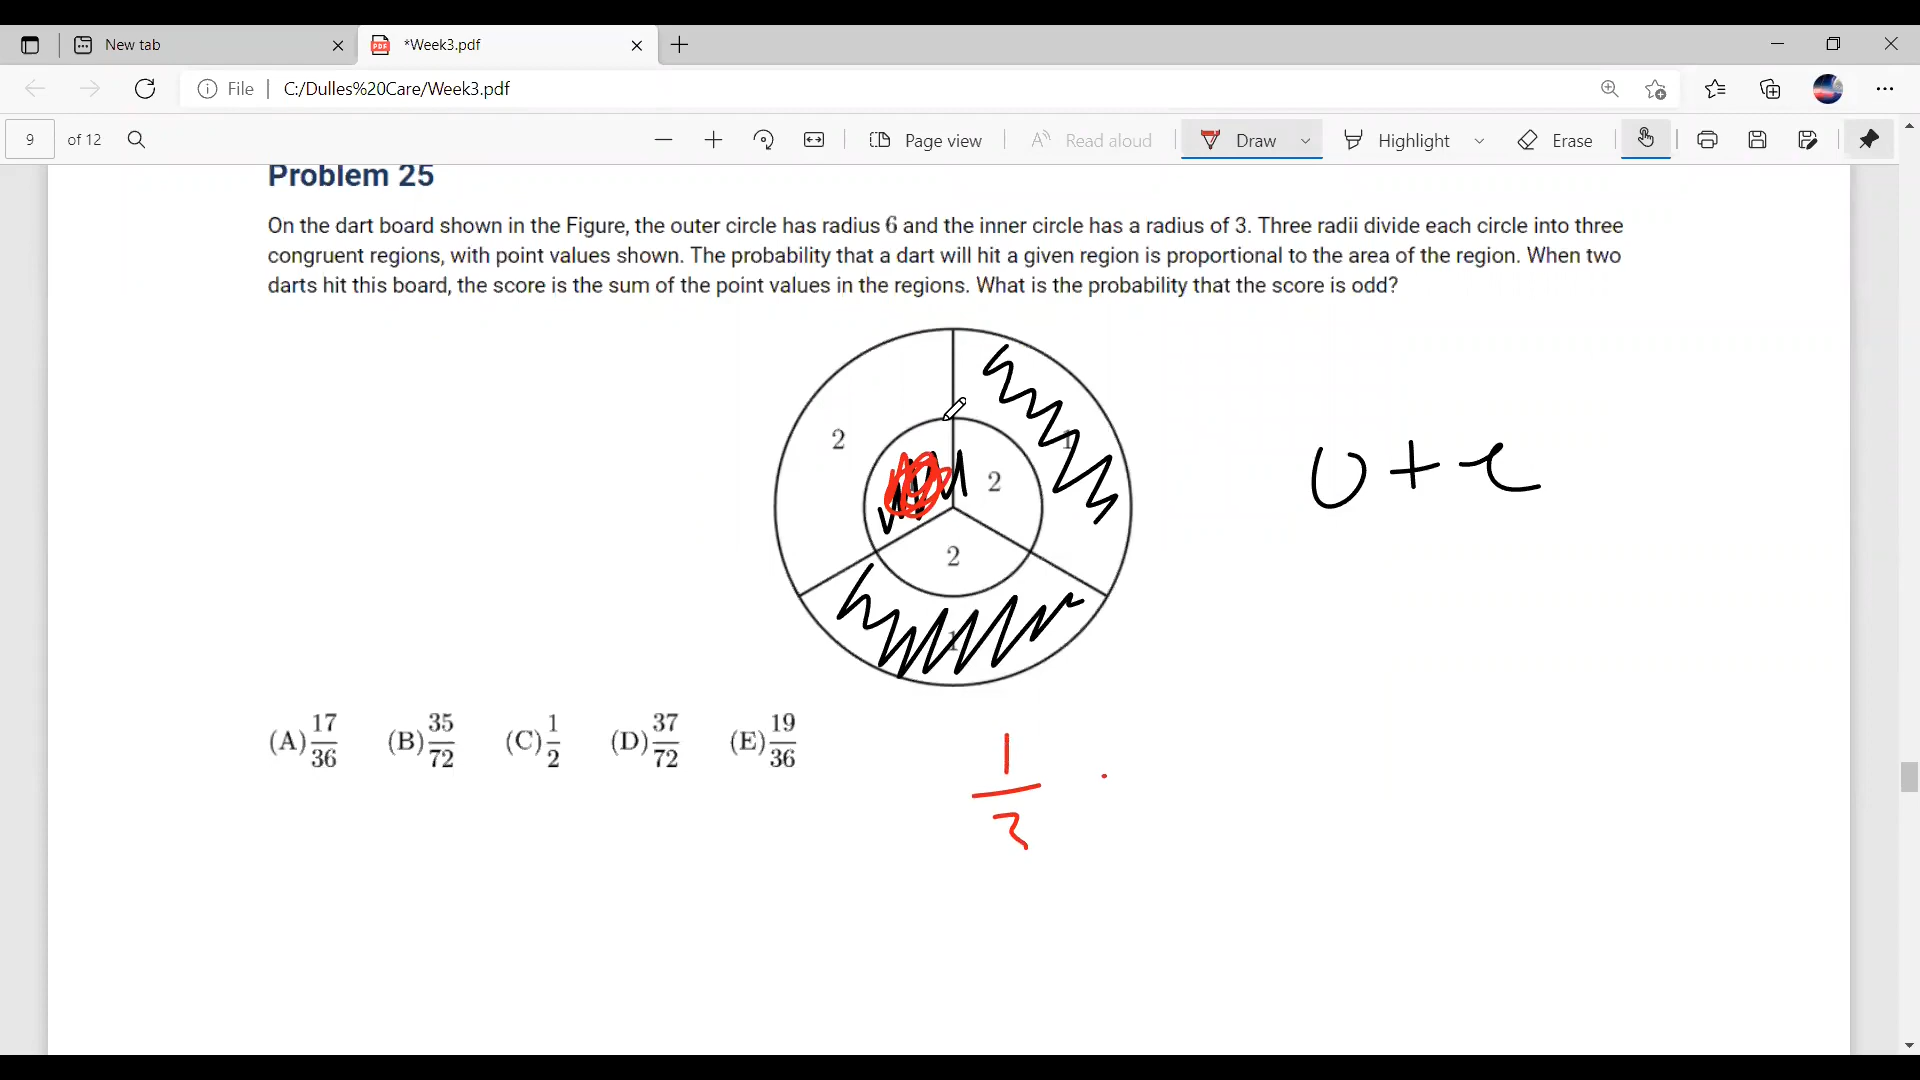 New tab
*Week3.pdf
File
C:/Dulles%20Care/Week3.pdf
9 of 12
Page view
Read aloud
Draw
Highlight
Erase
Problem 25
On the dart board shown in the Figure, the outer circle has radius 6 and the inner circle has a radius of 3. Three radii divide each circle into three
congruent regions, with point values shown. The probability that a dart will hit a given region is proportional to the area of the region. When two
darts hit this board, the score is the sum of the point values in the regions. What is the probability that the score is odd?
2
1
2
2
1
o + e
(A) 17/36 (B) 35/72 (C) 1/2 (D) 37/72 (E) 19/36
1/3 ·